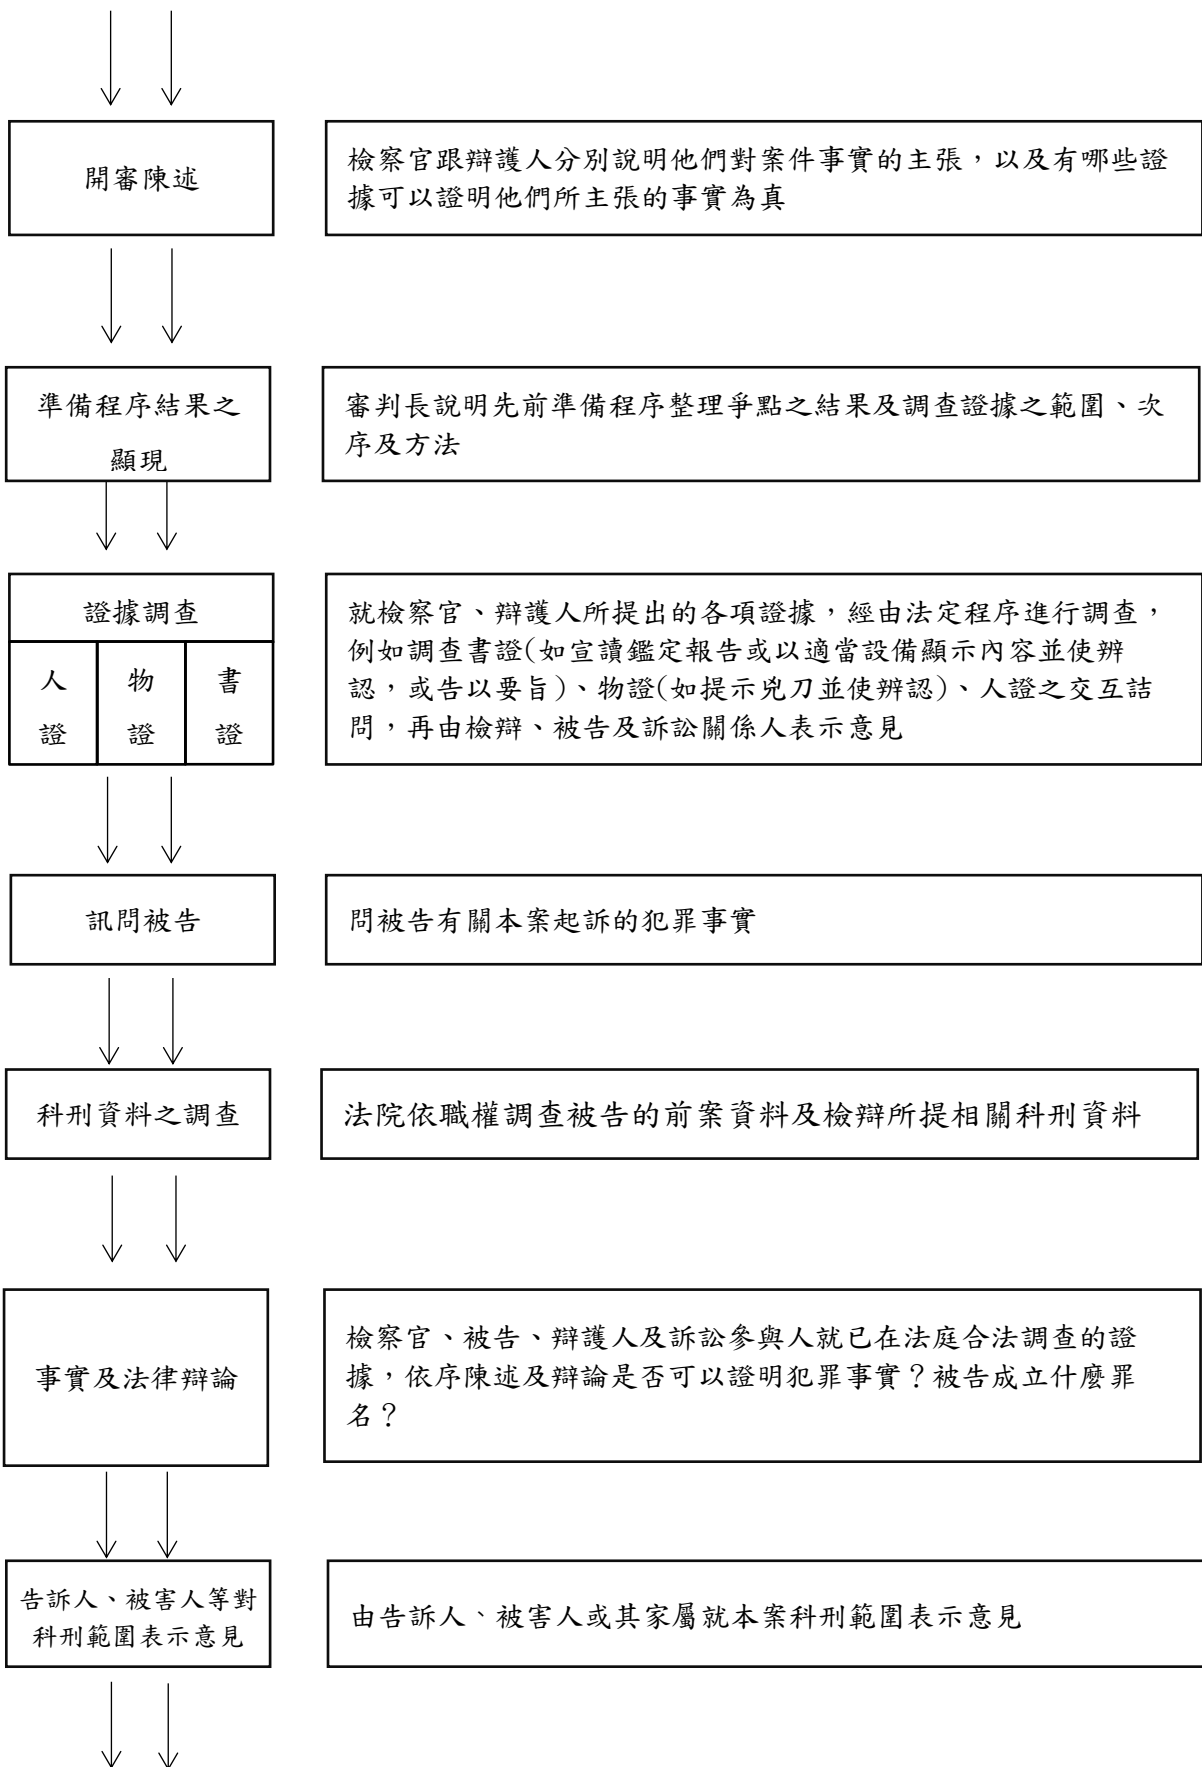 開審陳述
檢察官跟辯護人分別說明他們對案件事實的主張，以及有哪些證
據可以證明他們所主張的事實為真
準備程序結果之
顯現
審判長說明先前準備程序整理爭點之結果及調查證據之範圍、次
序及方法
證據調查
人
證
物
證
書
證
就檢察官、辯護人所提出的各項證據，經由法定程序進行調查，
例如調查書證(如宣讀鑑定報告或以適當設備顯示內容並使辨
認，或告以要旨)、物證(如提示兇刀並使辨認)、人證之交互詰
問，再由檢辯、被告及訴訟關係人表示意見
訊問被告
問被告有關本案起訴的犯罪事實
科刑資料之調查
法院依職權調查被告的前案資料及檢辯所提相關科刑資料
事實及法律辯論
檢察官、被告、辯護人及訴訟參與人就已在法庭合法調查的證
據，依序陳述及辯論是否可以證明犯罪事實？被告成立什麼罪
名？
告訴人、被害人等對
科刑範圍表示意見
由告訴人、被害人或其家屬就本案科刑範圍表示意見